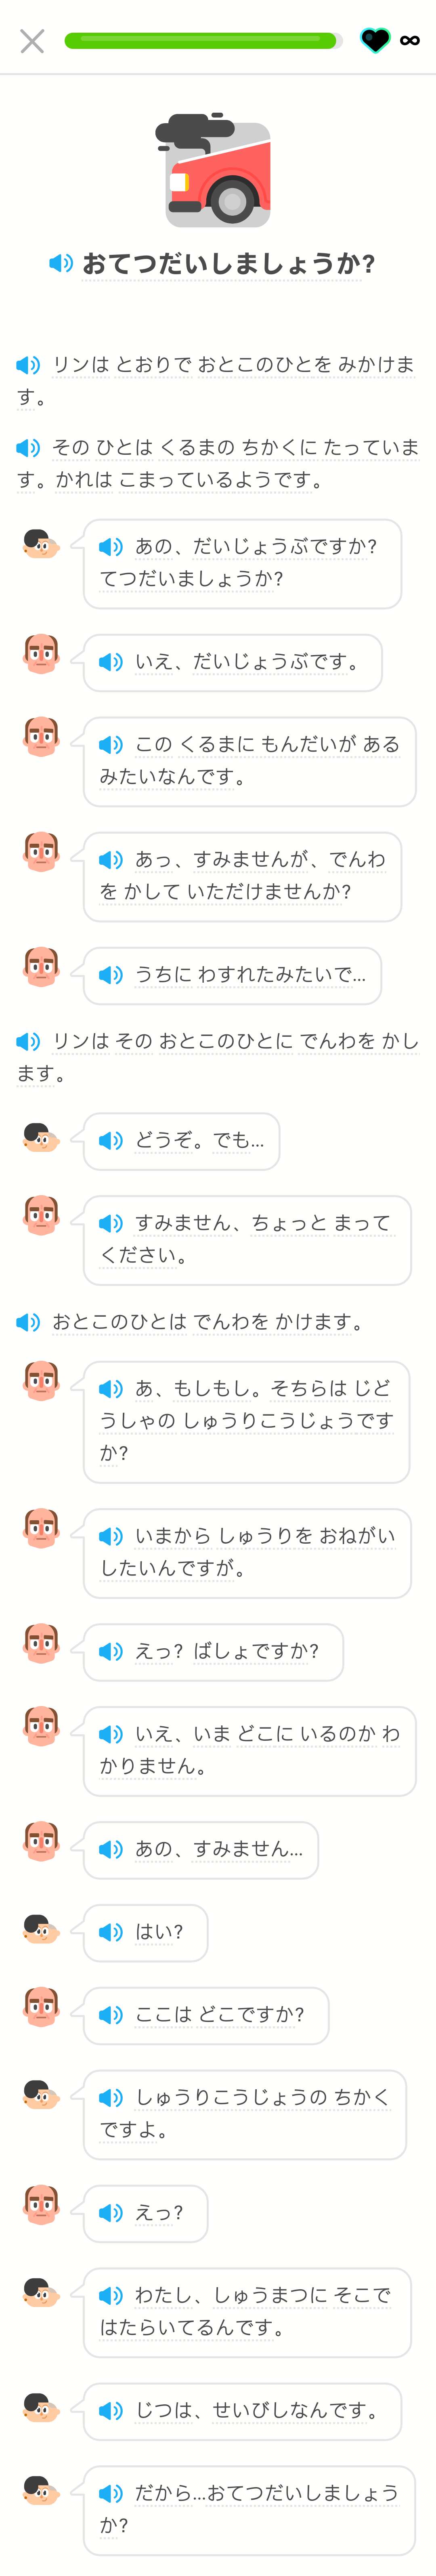 ∞
おてつだいしましょうか?
リンは とおりで おとこのひとを みかけま
す。
その ひとは くるまの ちかくに たっていま
す。かれは こまっているようです。
あの、だいじょうぶですか?
てつだいましょうか?
いえ、だいじょうぶです。
この くるまに もんだいが ある
みたいなんです。
あっ、すみませんが、でんわ
を かして いただけませんか?
うちに わすれたみたいで...
リンは その おとこのひとに でんわを かし
ます。
どうぞ。でも...
すみません、ちょっと まって
ください。
おとこのひとは でんわを かけます。
あ、もしもし。そちらは じど
うしゃの しゅうりこうじょうです
か?
いまから しゅうりを おねがい
したいんですが。
えっ? ばしょですか?
いえ、いま どこに いるのか わ
かりません。
あの、すみません...
はい?
ここは どこですか?
しゅうりこうじょうの ちかく
ですよ。
えっ?
わたし、しゅうまつに そこで
はたらいてるんです。
じつは、せいびしなんです。
だから...おてつだいしましょう
か?